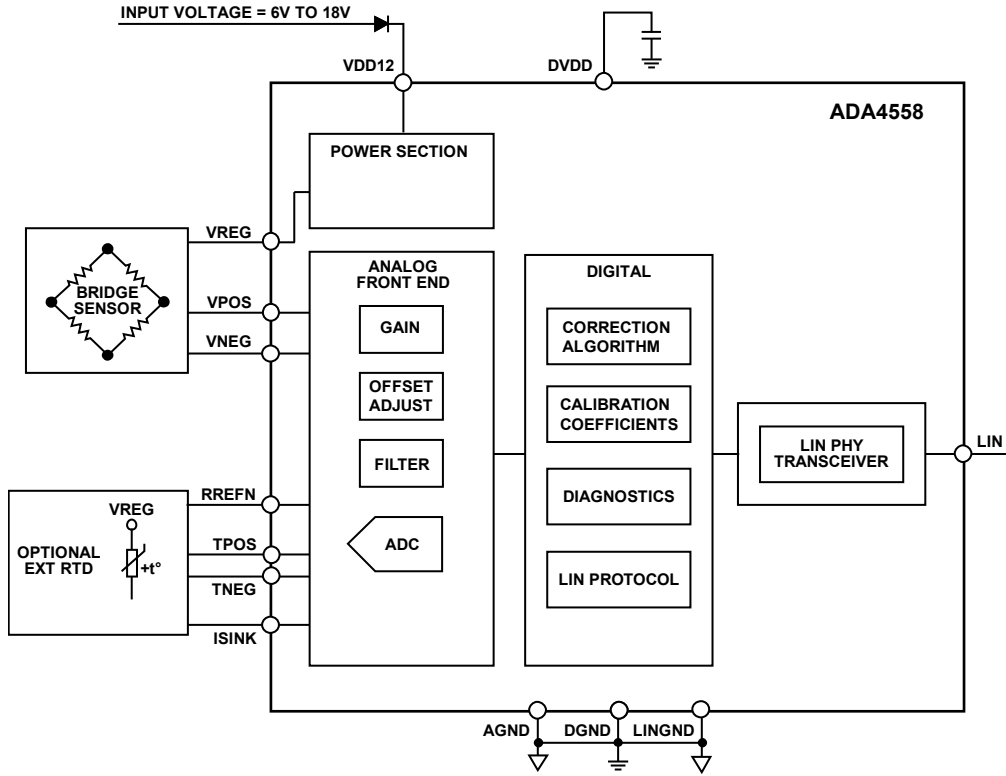 INPUT VOLTAGE = 6V TO 18V
VDD12
DVDD
ADA4558
POWER SECTION
VREG
BRIDGE
SENSOR
VPOS
VNEG
ANALOG
FRONT END
GAIN
OFFSET
ADJUST
FILTER
ADC
DIGITAL
CORRECTION
ALGORITHM
CALIBRATION
COEFFICIENTS
DIAGNOSTICS
LIN PROTOCOL
LIN PHY
TRANSCEIVER
LIN
OPTIONAL
EXT RTD
VREG
+t°
RREFN
TPOS
TNEG
ISINK
AGND
DGND
LINGND